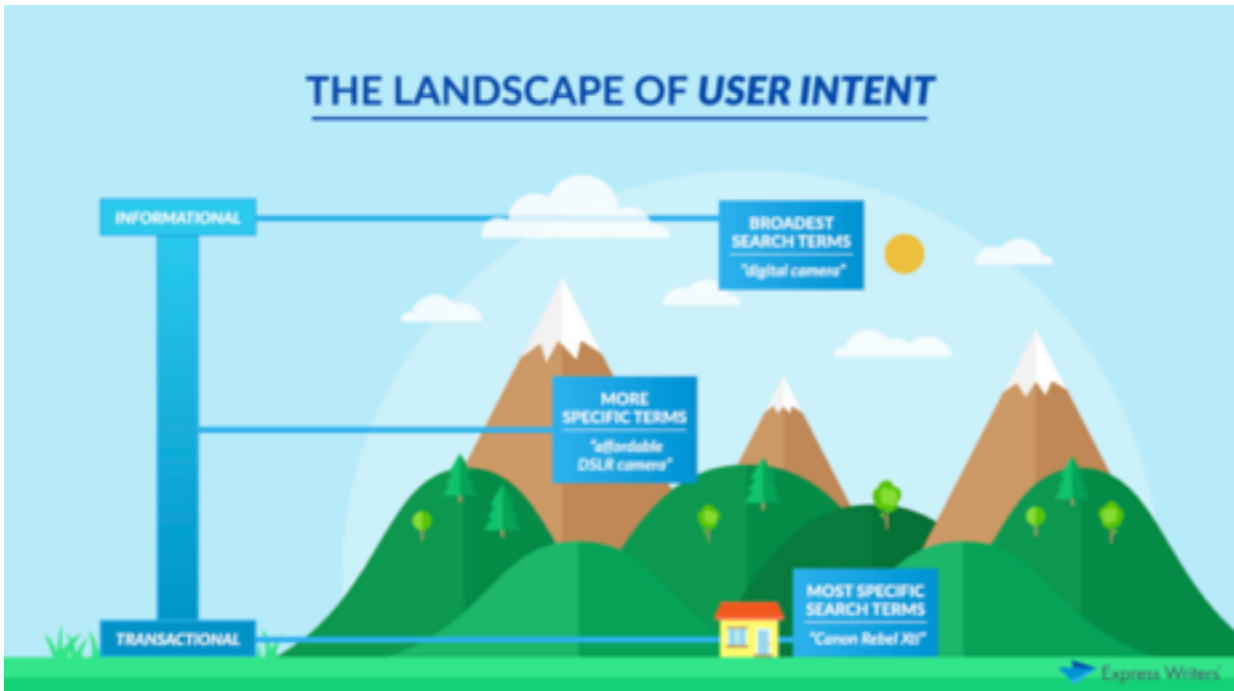 THE LANDSCAPE OF USER INTENT
INFORMATIONAL
BROADEST
SEARCH TERMS
"digital camera"
MORE
SPECIFIC TERMS
"affordable
DSLR camera"
MOST SPECIFIC
SEARCH TERMS
"Canon Rebel Xti"
TRANSACTIONAL
Express Writers